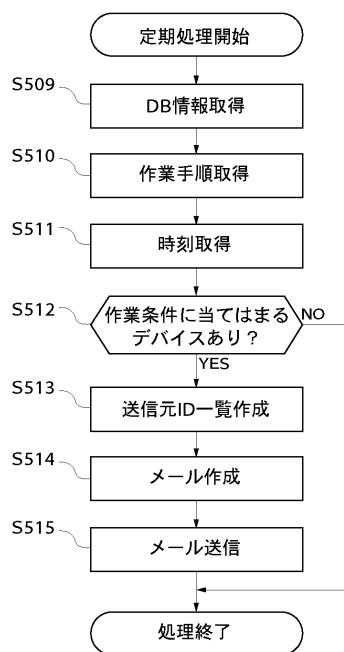 定期処理開始
S509
DB情報取得
S510
作業手順取得
S511
時刻取得
S512
作業条件に当てはまる
デバイスあり？
NO
YES
S513
送信元ID一覧作成
S514
メール作成
S515
メール送信
処理終了